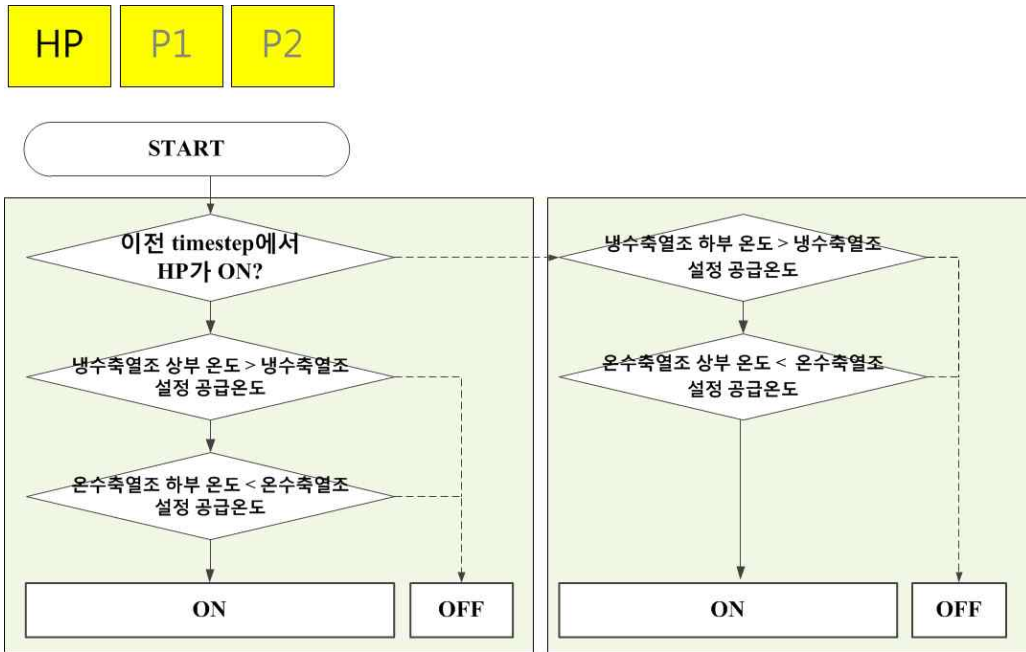 HP P1 P2
START
이전 timestep에서
HP가 ON?
냉수축열조 상부 온도 > 냉수축열조
설정 공급온도
온수축열조 하부 온도 < 온수축열조
설정 공급온도
ON
OFF
냉수축열조 하부 온도 > 냉수축열조
설정 공급온도
온수축열조 상부 온도 < 온수축열조
설정 공급온도
ON
OFF